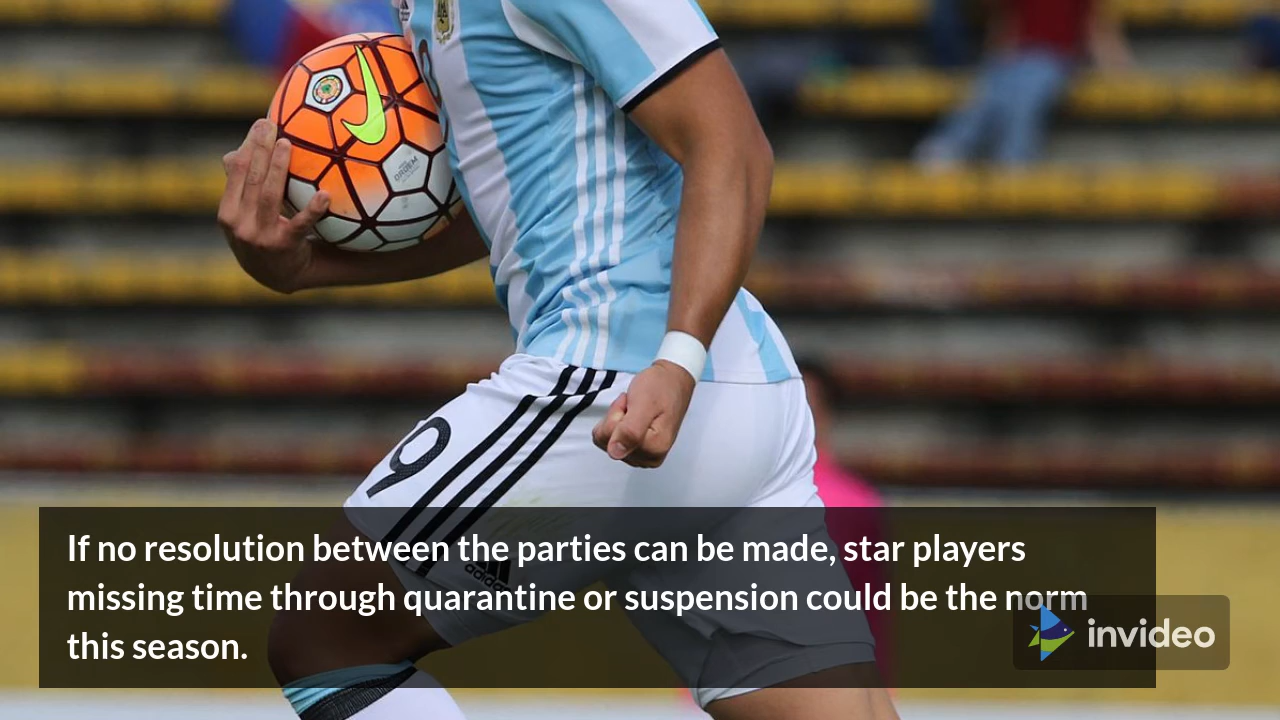 ORDEM
9
adidas
If no resolution between the parties can be made, star players
missing time through quarantine or suspension could be the norm
this season.
invideo